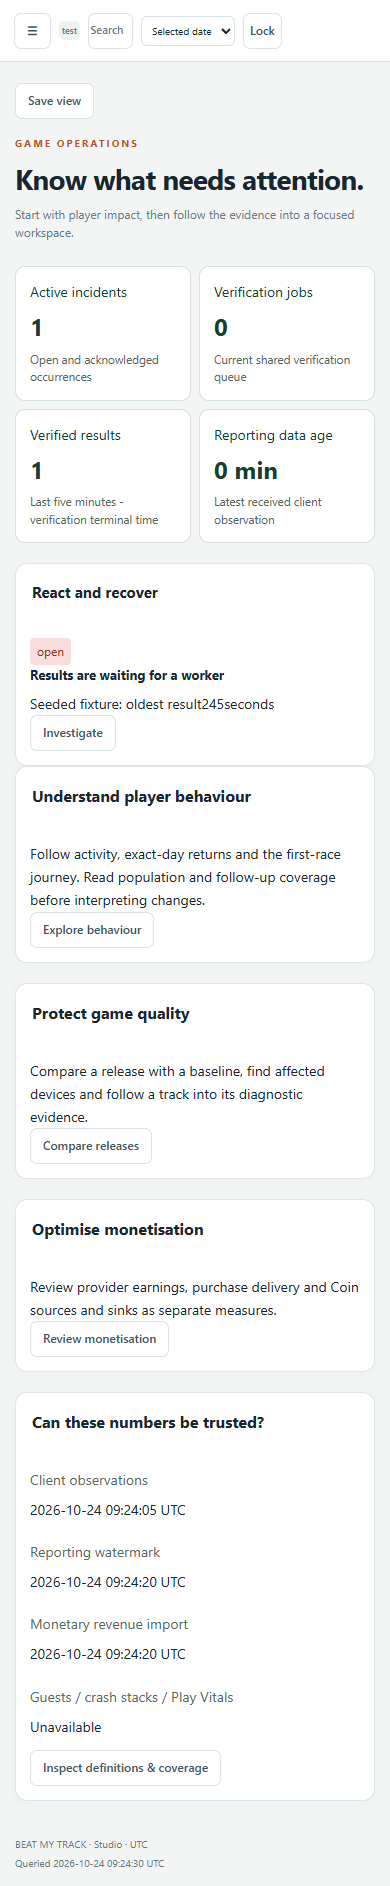 ☰ test Search Selected date Lock
Save view
GAME OPERATIONS
Know what needs attention.
Start with player impact, then follow the evidence into a focused
workspace.
Active incidents
1
Open and acknowledged
occurrences
Verification jobs
0
Current shared verification
queue
Verified results
1
Last five minutes -
verification terminal time
Reporting data age
0 min
Latest received client
observation
React and recover
open
Results are waiting for a worker
Seeded fixture: oldest result245seconds
Investigate
Understand player behaviour
Follow activity, exact-day returns and the first-race
journey. Read population and follow-up coverage
before interpreting changes.
Explore behaviour
Protect game quality
Compare a release with a baseline, find affected
devices and follow a track into its diagnostic
evidence.
Compare releases
Optimise monetisation
Review provider earnings, purchase delivery and Coin
sources and sinks as separate measures.
Review monetisation
Can these numbers be trusted?
Client observations
2026-10-24 09:24:05 UTC
Reporting watermark
2026-10-24 09:24:20 UTC
Monetary revenue import
2026-10-24 09:24:20 UTC
Guests / crash stacks / Play Vitals
Unavailable
Inspect definitions & coverage
BEAT MY TRACK · Studio · UTC
Queried 2026-10-24 09:24:30 UTC